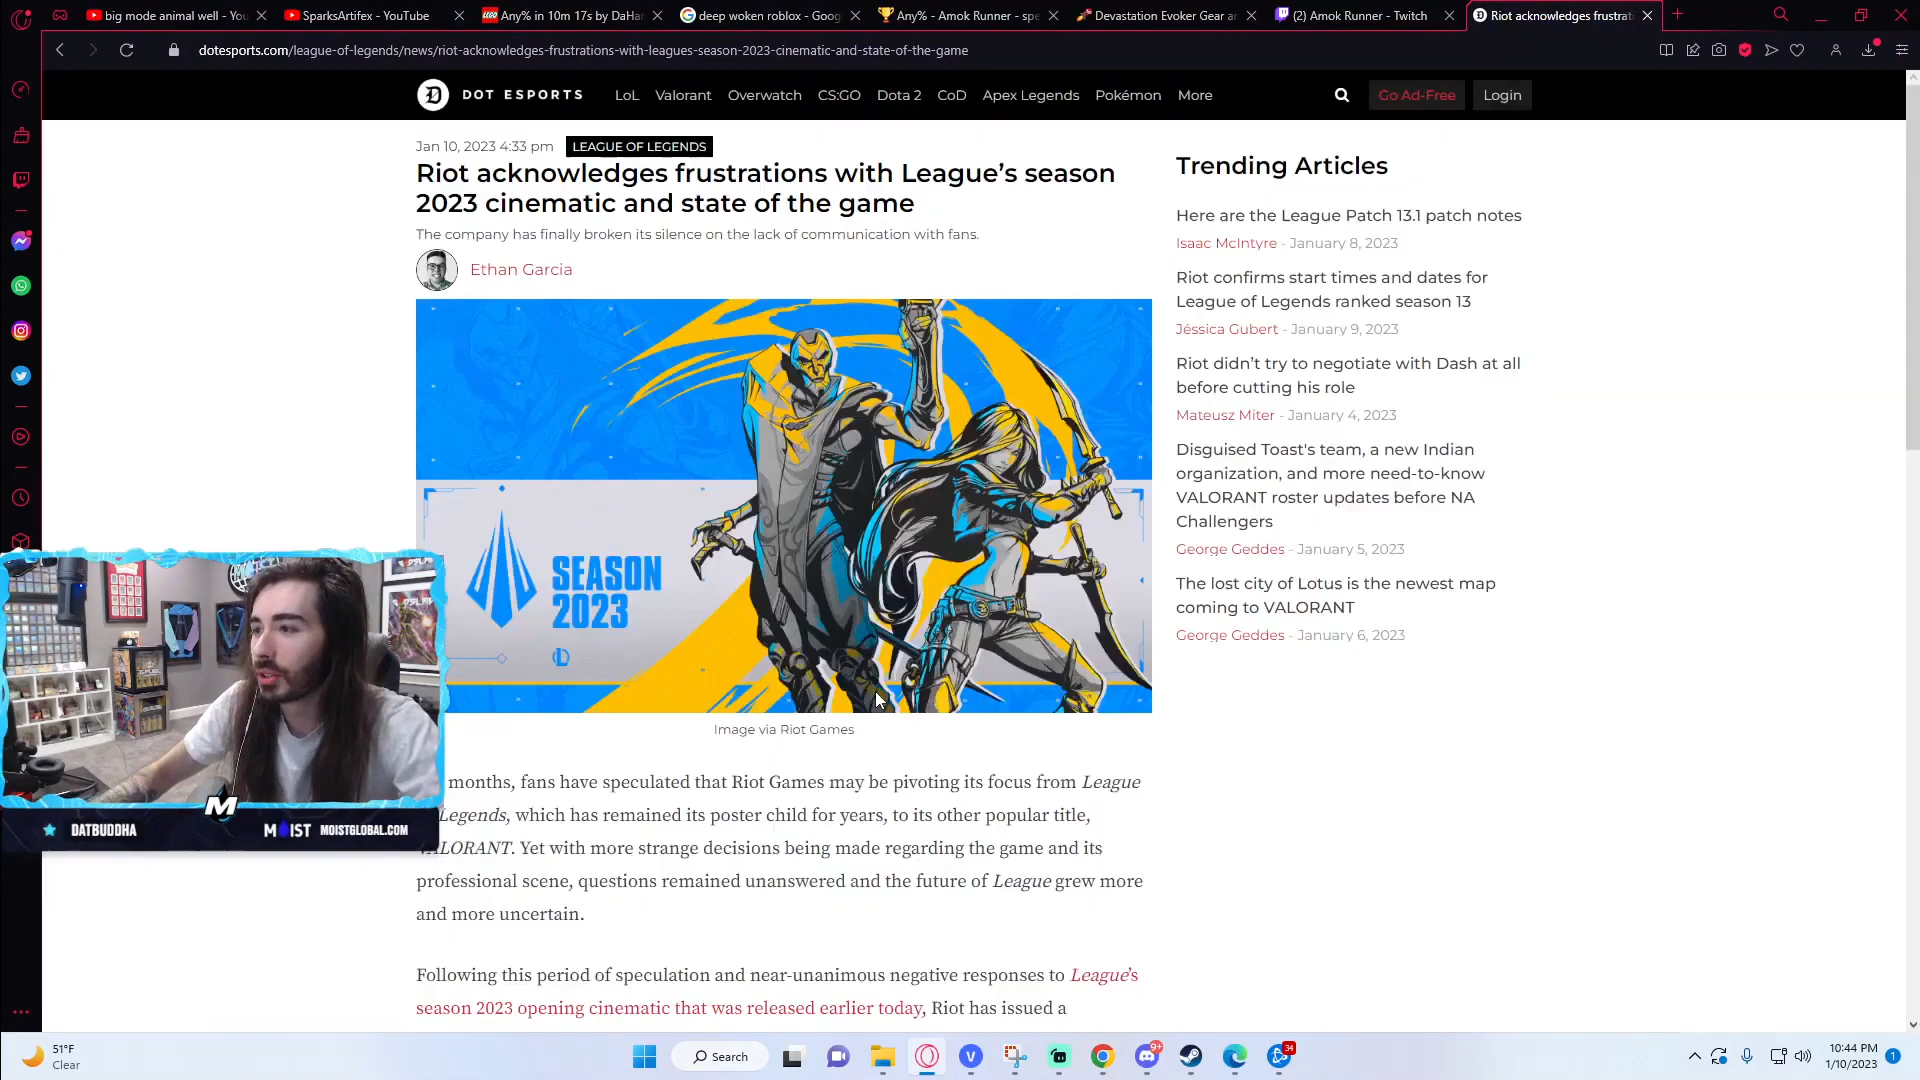 big mode animal well - You
SparksArtifex - YouTube
Any% in 10m 17s by DaHar
deep woken roblox - Goog
Any% - Amok Runner - spe
Devastation Evoker Gear an
(2) Amok Runner - Twitch
Riot acknowledges frustrat
dotesports.com/league-of-legends/news/riot-acknowledges-frustrations-with-leagues-season-2023-cinematic-and-state-of-the-game
DOT ESPORTS
LoL Valorant Overwatch CS:GO Dota 2 CoD Apex Legends Pokémon More
Go Ad-Free
Login
Jan 10, 2023 4:33 pm LEAGUE OF LEGENDS
Riot acknowledges frustrations with League’s season
2023 cinematic and state of the game
The company has finally broken its silence on the lack of communication with fans.
Ethan Garcia
SEASON
2023
Image via Riot Games
months, fans have speculated that Riot Games may be pivoting its focus from League
Legends, which has remained its poster child for years, to its other popular title,
VALORANT. Yet with more strange decisions being made regarding the game and its
professional scene, questions remained unanswered and the future of League grew more
and more uncertain.
Following this period of speculation and near-unanimous negative responses to League’s
season 2023 opening cinematic that was released earlier today, Riot has issued a
Trending Articles
Here are the League Patch 13.1 patch notes
Isaac McIntyre - January 8, 2023
Riot confirms start times and dates for
League of Legends ranked season 13
Jéssica Gubert - January 9, 2023
Riot didn’t try to negotiate with Dash at all
before cutting his role
Mateusz Miter - January 4, 2023
Disguised Toast's team, a new Indian
organization, and more need-to-know
VALORANT roster updates before NA
Challengers
George Geddes - January 5, 2023
The lost city of Lotus is the newest map
coming to VALORANT
George Geddes - January 6, 2023
M
DATBUDDHA
MOIST MOISTGLOBAL.COM
51°F
Clear
Search
9+
34
10:44 PM
1/10/2023
1